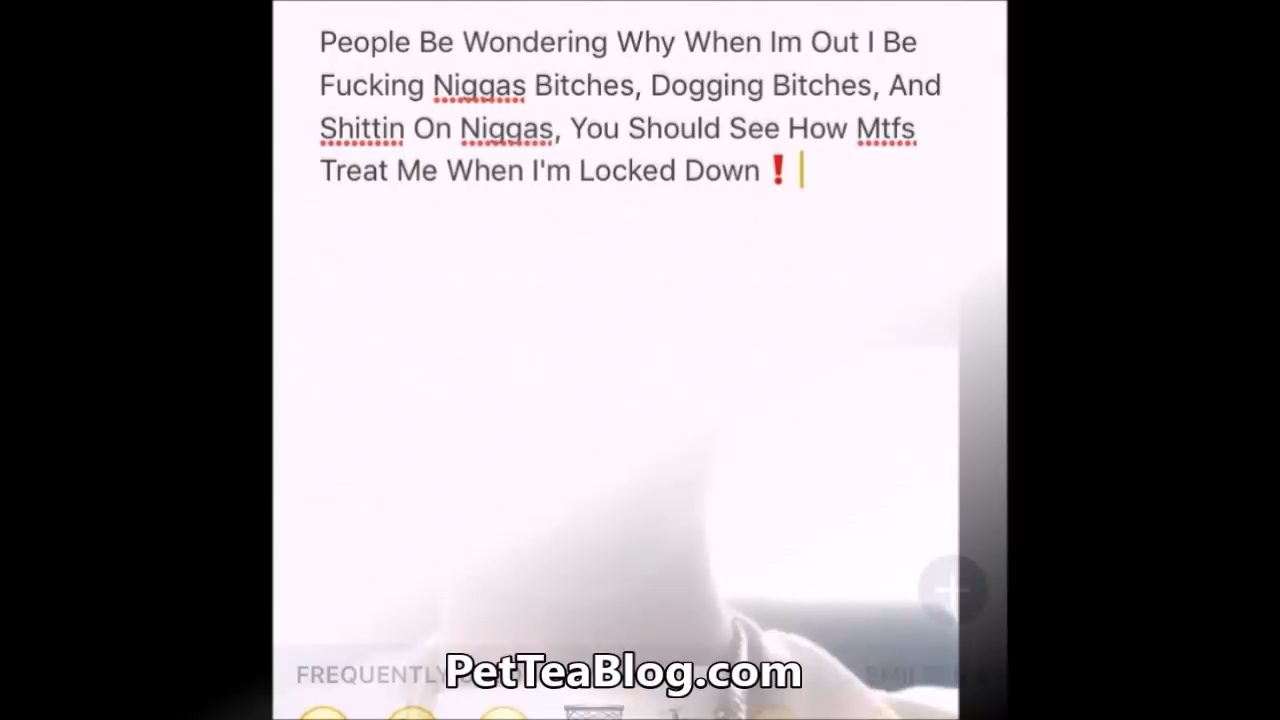 People Be Wondering Why When Im Out I Be
Fucking Niggas Bitches, Dogging Bitches, And
Shittin On Niggas, You Should See How Mtfs
Treat Me When I'm Locked Down❗
FREQUENTLY
PetTeaBlog.com